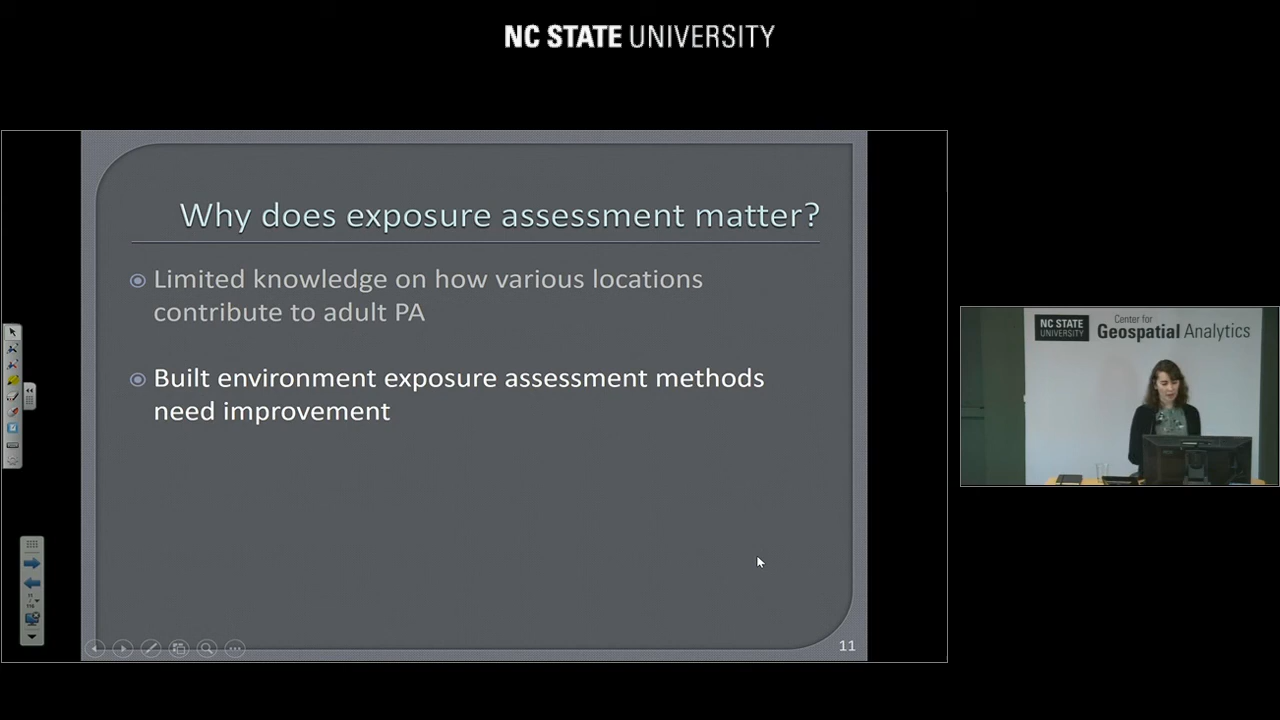 NC STATE UNIVERSITY
Why does exposure assessment matter?
Limited knowledge on how various locations
contribute to adult PA
Built environment exposure assessment methods
need improvement
11
NC STATE
UNIVERSITY
Center for
Geospatial Analytics